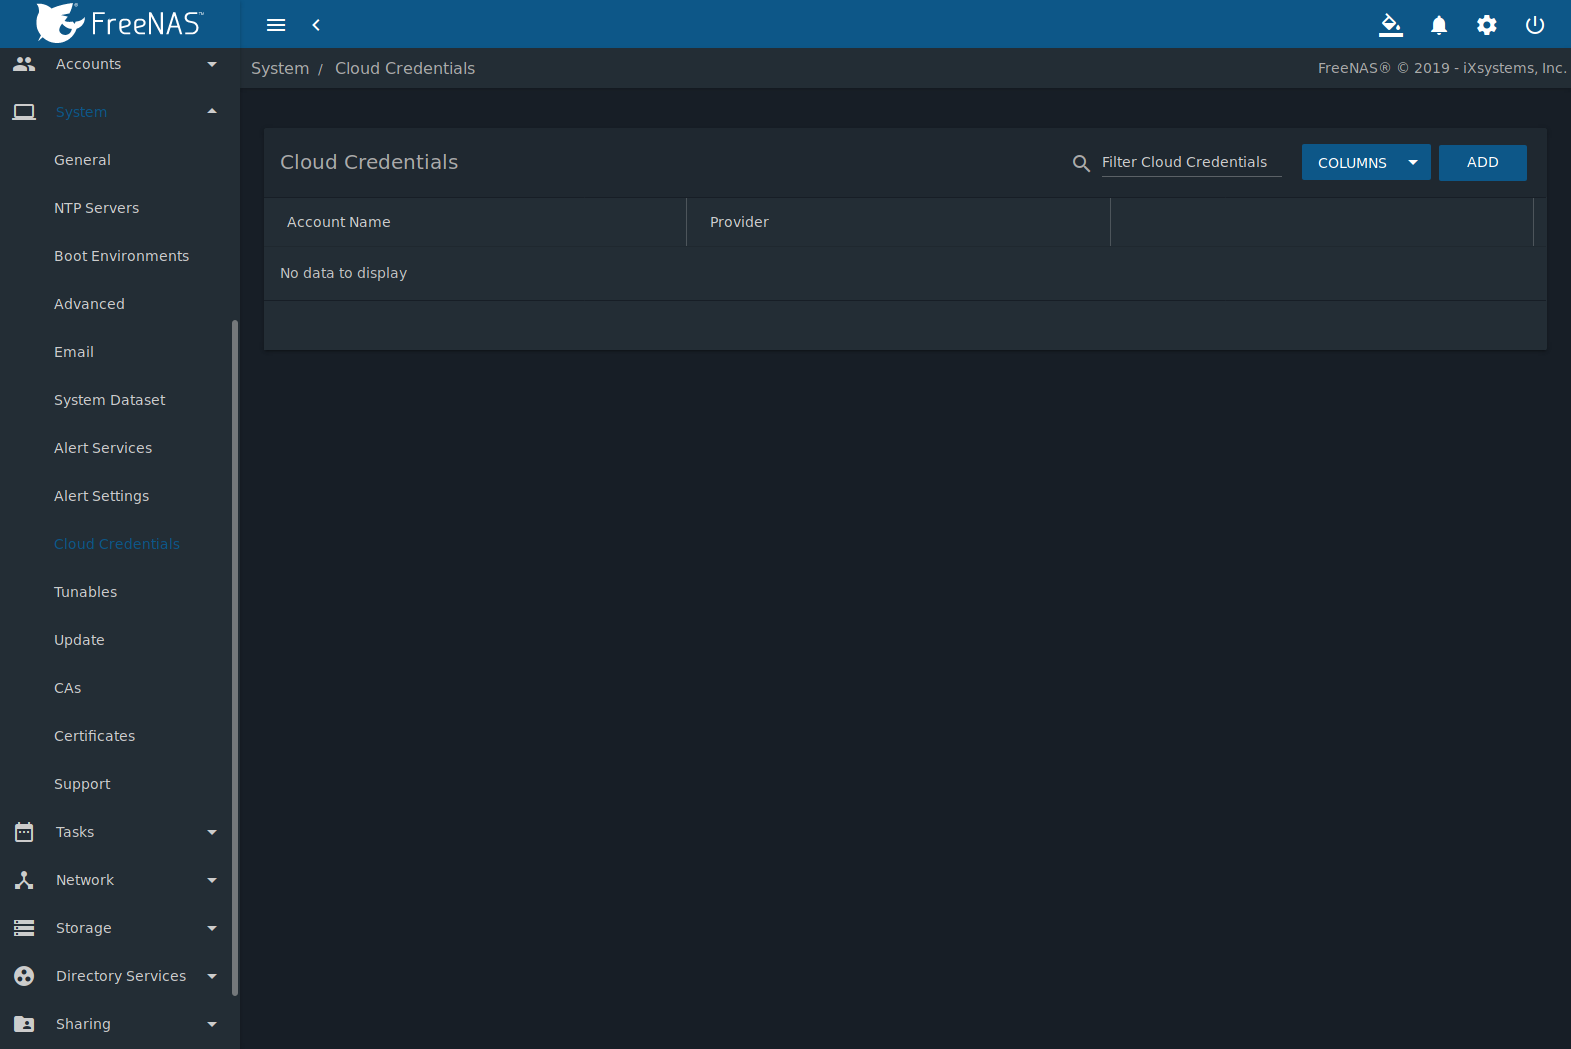 FreeNAS™
System / Cloud Credentials
FreeNAS® © 2019 - iXsystems, Inc.
Accounts
System
General
NTP Servers
Boot Environments
Advanced
Email
System Dataset
Alert Services
Alert Settings
Cloud Credentials
Tunables
Update
CAs
Certificates
Support
Tasks
Network
Storage
Directory Services
Sharing
Cloud Credentials
Filter Cloud Credentials
COLUMNS
ADD
Account Name
Provider
No data to display